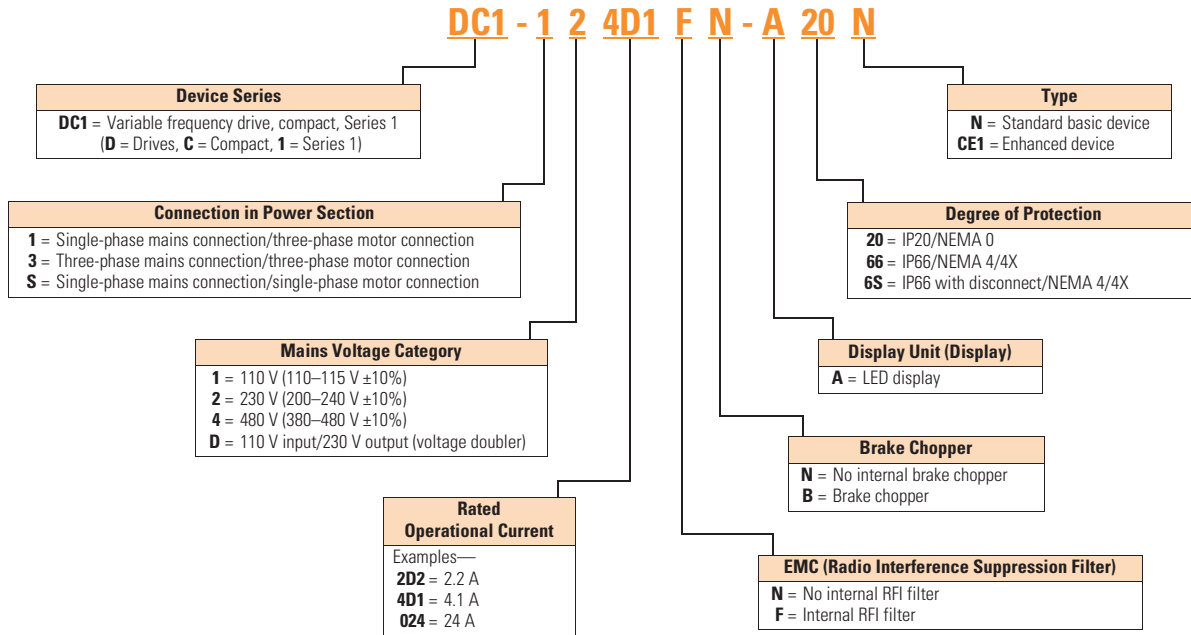 DC1 - 1 2 4D1 F N - A 20 N
Device Series
DC1 = Variable frequency drive, compact, Series 1
(D = Drives, C = Compact, 1 = Series 1)
Type
N = Standard basic device
CE1 = Enhanced device
Connection in Power Section
1 = Single-phase mains connection/three-phase motor connection
3 = Three-phase mains connection/three-phase motor connection
S = Single-phase mains connection/single-phase motor connection
Degree of Protection
20 = IP20/NEMA 0
66 = IP66/NEMA 4/4X
6S = IP66 with disconnect/NEMA 4/4X
Mains Voltage Category
1 = 110 V (110–115 V ±10%)
2 = 230 V (200–240 V ±10%)
4 = 480 V (380–480 V ±10%)
D = 110 V input/230 V output (voltage doubler)
Display Unit (Display)
A = LED display
Brake Chopper
N = No internal brake chopper
B = Brake chopper
Rated
Operational Current
Examples—
2D2 = 2.2 A
4D1 = 4.1 A
024 = 24 A
EMC (Radio Interference Suppression Filter)
N = No internal RFI filter
F = Internal RFI filter